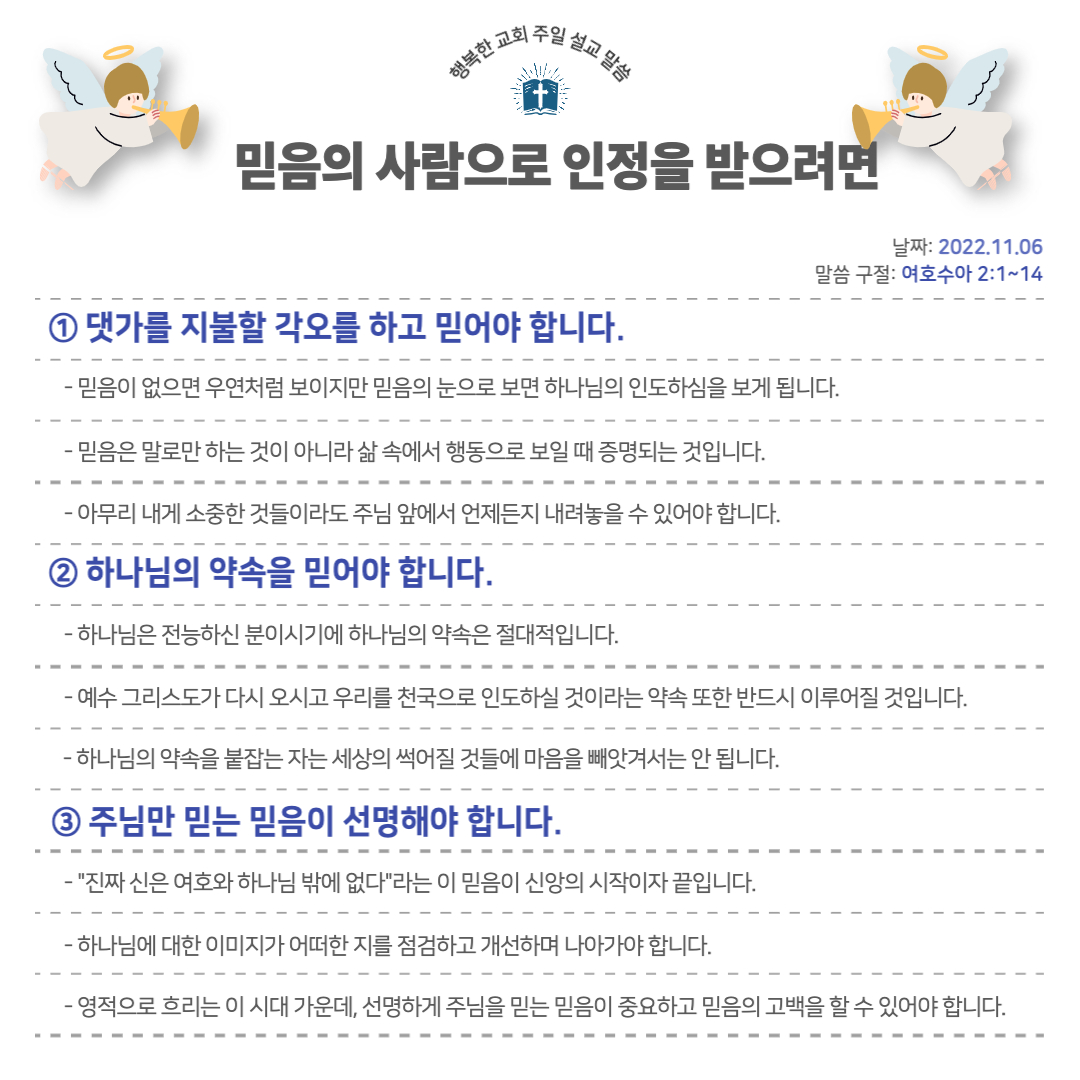 행복한 교회 주일 설교 말씀
믿음의 사람으로 인정을 받으려면
날짜: 2022.11.06
말씀 구절: 여호수아 2:1~14
① 댓가를 지불할 각오를 하고 믿어야 합니다.
- 믿음이 없으면 우연처럼 보이지만 믿음의 눈으로 보면 하나님의 인도하심을 보게 됩니다.
- 믿음은 말로만 하는 것이 아니라 삶 속에서 행동으로 보일 때 증명되는 것입니다.
- 아무리 내게 소중한 것들이라도 주님 앞에서 언제든지 내려놓을 수 있어야 합니다.
② 하나님의 약속을 믿어야 합니다.
- 하나님은 전능하신 분이시기에 하나님의 약속은 절대적입니다.
- 예수 그리스도가 다시 오시고 우리를 천국으로 인도하실 것이라는 약속 또한 반드시 이루어질 것입니다.
- 하나님의 약속을 붙잡는 자는 세상의 썩어질 것들에 마음을 빼앗겨서는 안 됩니다.
③ 주님만 믿는 믿음이 선명해야 합니다.
- "진짜 신은 여호와 하나님 밖에 없다"라는 이 믿음이 신앙의 시작이자 끝입니다.
- 하나님에 대한 이미지가 어떠한 지를 점검하고 개선하며 나아가야 합니다.
- 영적으로 흐리는 이 시대 가운데, 선명하게 주님을 믿는 믿음이 중요하고 믿음의 고백을 할 수 있어야 합니다.